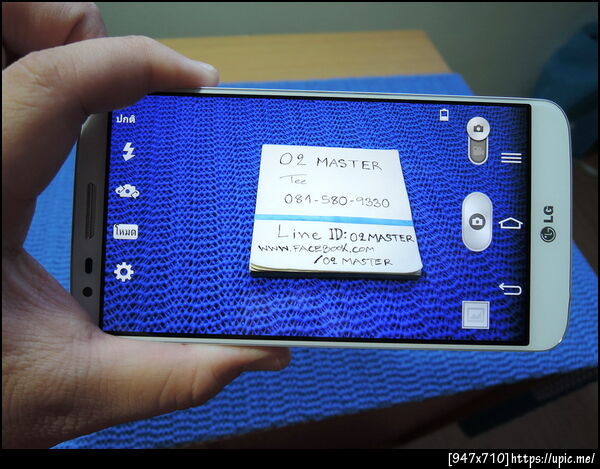 ปกติ
โหมด
O2 MASTER
Tee
081-580-9330
Line ID: O2MASTER
WWW.FACEBOOK.COM
/O2 MASTER
LG
[947x710]https://upic.me/